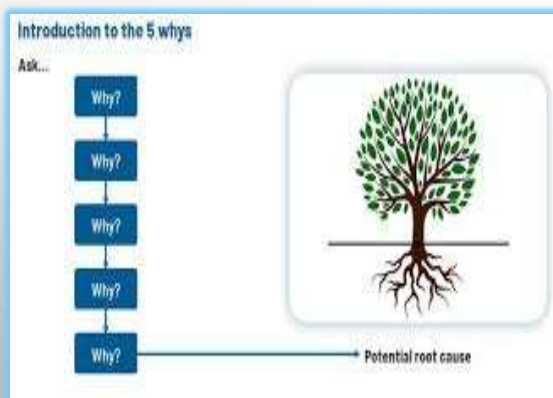 Introduction to the 5 whys
Ask...
Why?
Why?
Why?
Why?
Why?
Potential root cause